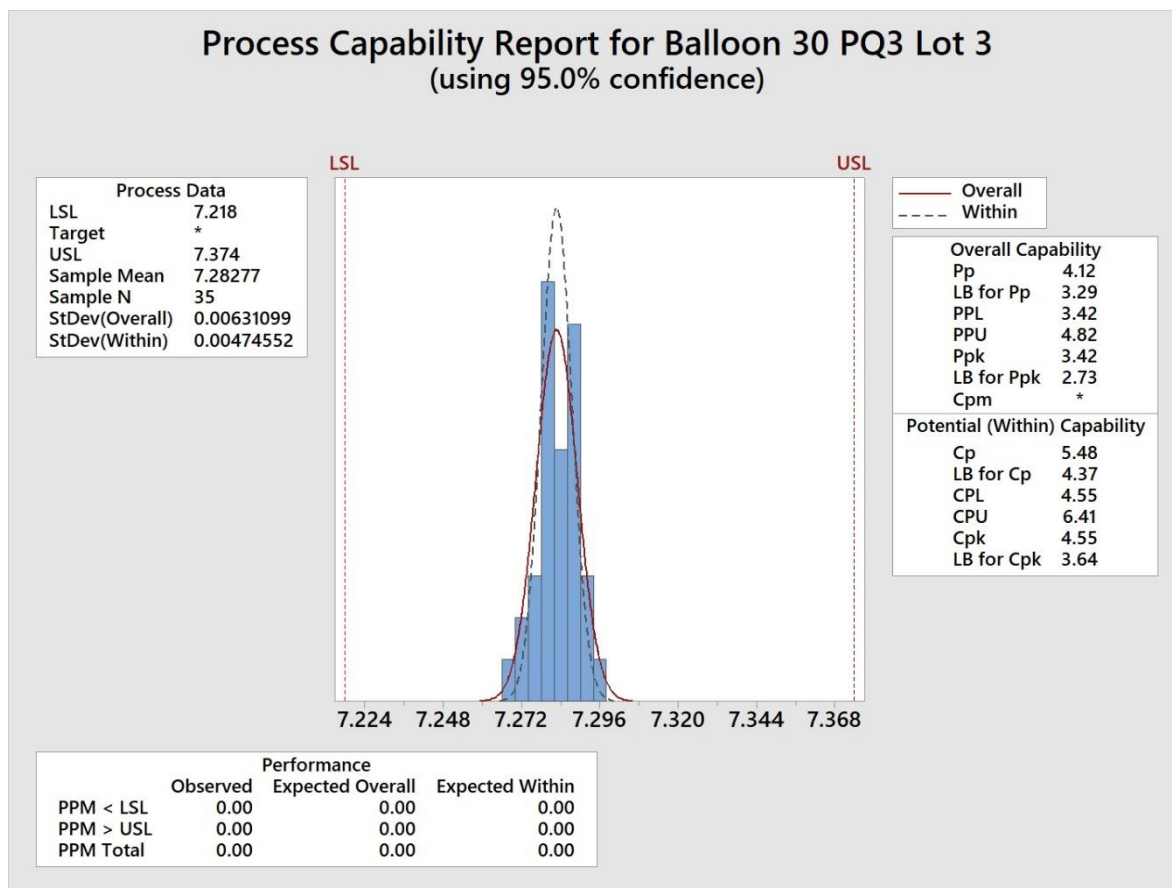 Process Capability Report for Balloon 30 PQ3 Lot 3
(using 95.0% confidence)
LSL
USL
Process Data
LSL 7.218
Target *
USL 7.374
Sample Mean 7.28277
Sample N 35
StDev(Overall) 0.00631099
StDev(Within) 0.00474552
Overall
Within
Overall Capability
Pp 4.12
LB for Pp 3.29
PPL 3.42
PPU 4.82
Ppk 3.42
LB for Ppk 2.73
Cpm *
Potential (Within) Capability
Cp 5.48
LB for Cp 4.37
CPL 4.55
CPU 6.41
Cpk 4.55
LB for Cpk 3.64
7.224 7.248 7.272 7.296 7.320 7.344 7.368
Performance
Observed Expected Overall Expected Within
PPM < LSL 0.00 0.00 0.00
PPM > USL 0.00 0.00 0.00
PPM Total 0.00 0.00 0.00